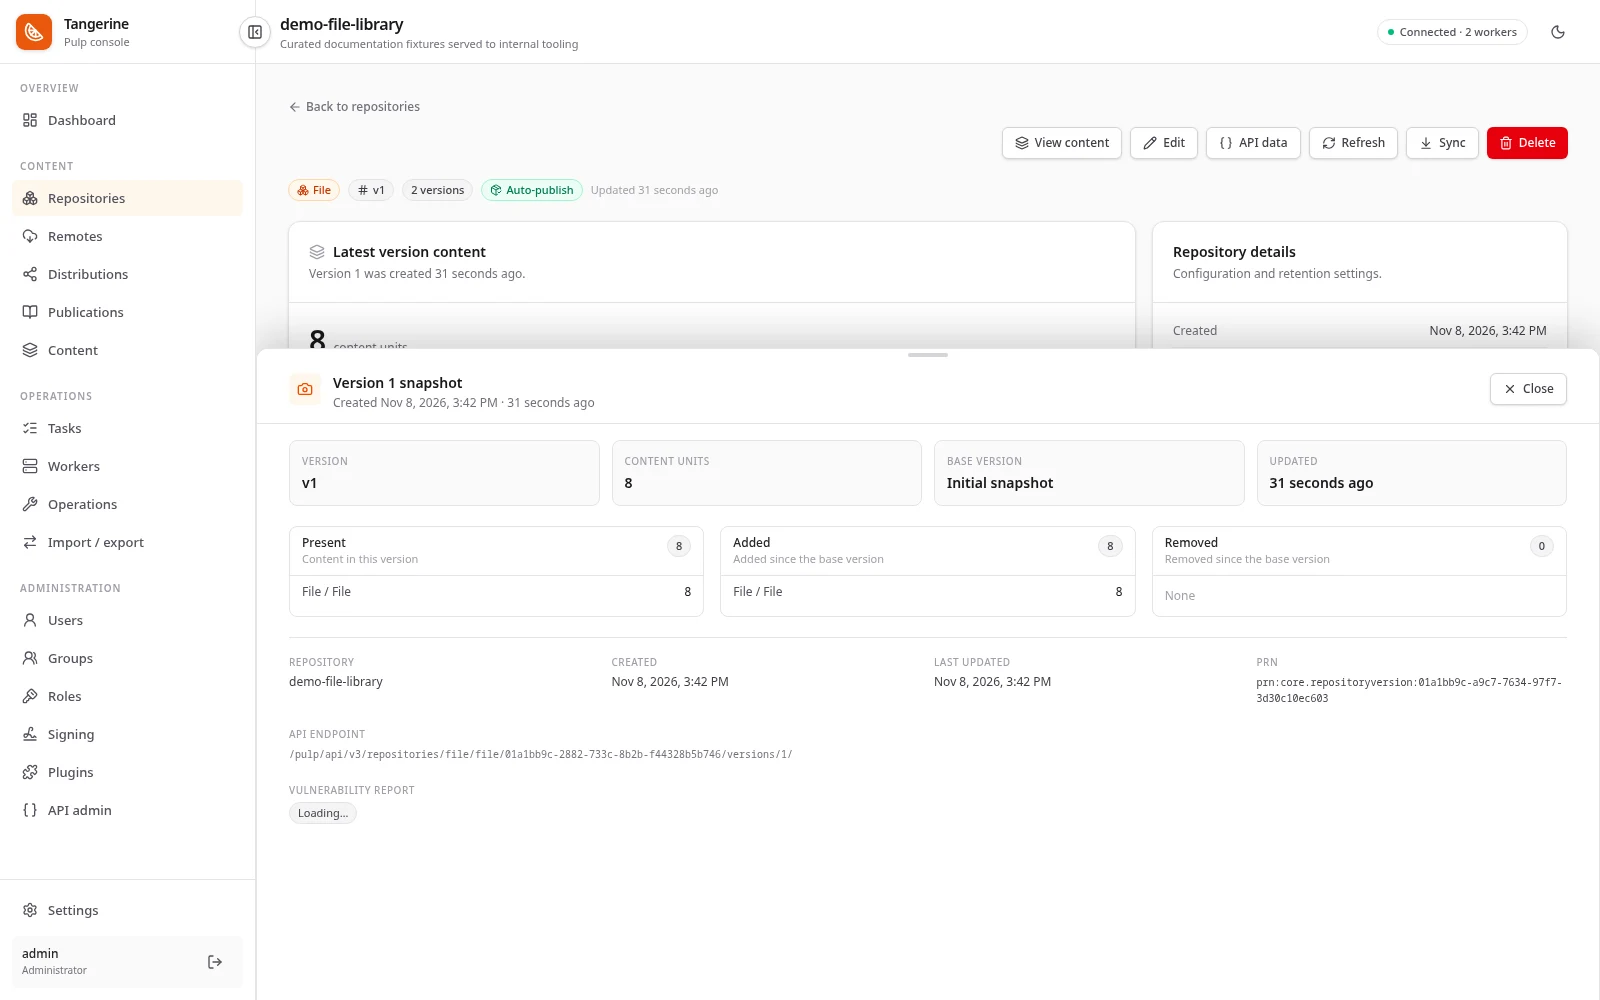 Tangerine
Pulp console
OVERVIEW
Dashboard
CONTENT
Repositories
Remotes
Distributions
Publications
Content
OPERATIONS
Tasks
Workers
Operations
Import / export
ADMINISTRATION
Users
Groups
Roles
Signing
Plugins
API admin
Settings
admin
Administrator
demo-file-library
Curated documentation fixtures served to internal tooling
Connected · 2 workers
Back to repositories
View content
Edit
API data
Refresh
Sync
Delete
File
v1
2 versions
Auto-publish
Updated 31 seconds ago
Latest version content
Version 1 was created 31 seconds ago.
8 content units
Repository details
Configuration and retention settings.
Created
Nov 8, 2026, 3:42 PM
Version 1 snapshot
Created Nov 8, 2026, 3:42 PM · 31 seconds ago
Close
VERSION
v1
CONTENT UNITS
8
BASE VERSION
Initial snapshot
UPDATED
31 seconds ago
Present
Content in this version
8
File / File
8
Added
Added since the base version
8
File / File
8
Removed
Removed since the base version
0
None
REPOSITORY
demo-file-library
CREATED
Nov 8, 2026, 3:42 PM
LAST UPDATED
Nov 8, 2026, 3:42 PM
PRN
prn:core.repositoryversion:01a1bb9c-a9c7-7634-97f7-
3d30c10ec603
API ENDPOINT
/pulp/api/v3/repositories/file/file/01a1bb9c-2882-733c-8b2b-f44328b5b746/versions/1/
VULNERABILITY REPORT
Loading...